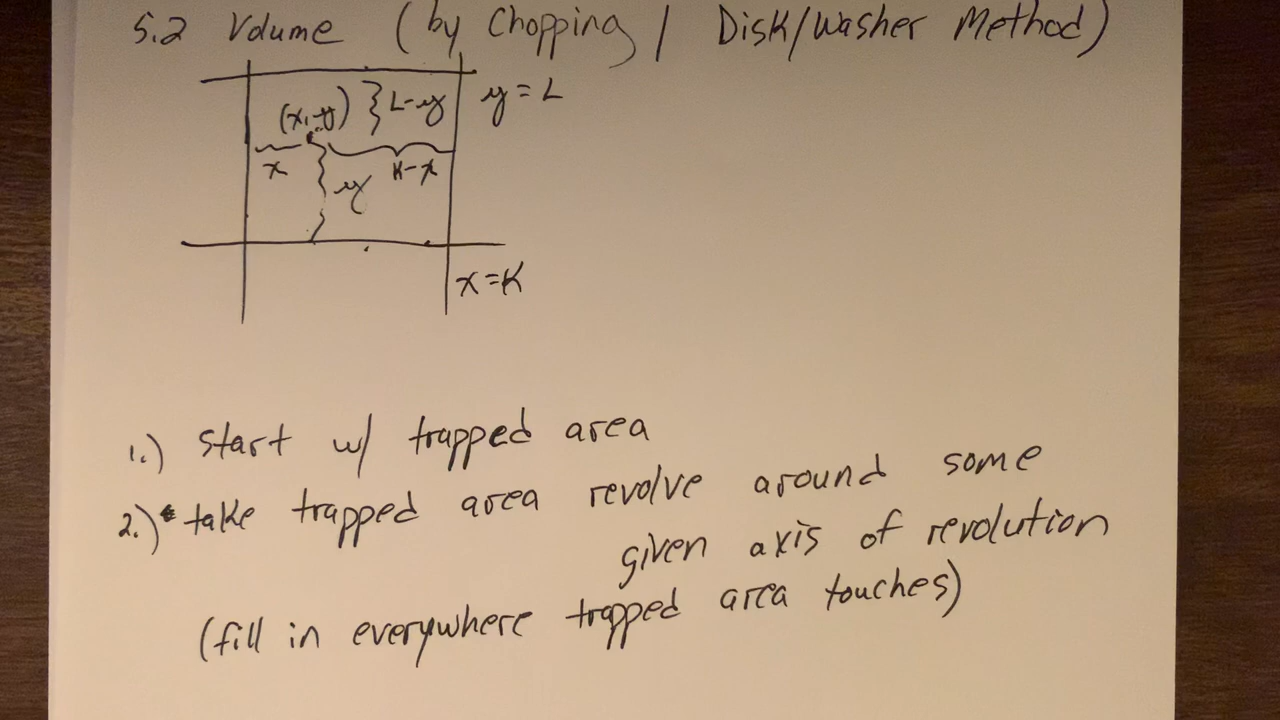 5.2 Volume (by Chopping / Disk/Washer Method)
(x,y) } L-y y=L
x K-x
y
x=K
1.) start w/ trapped area
2.) take trapped area revolve around some
given axis of revolution
(fill in everywhere trapped area touches)